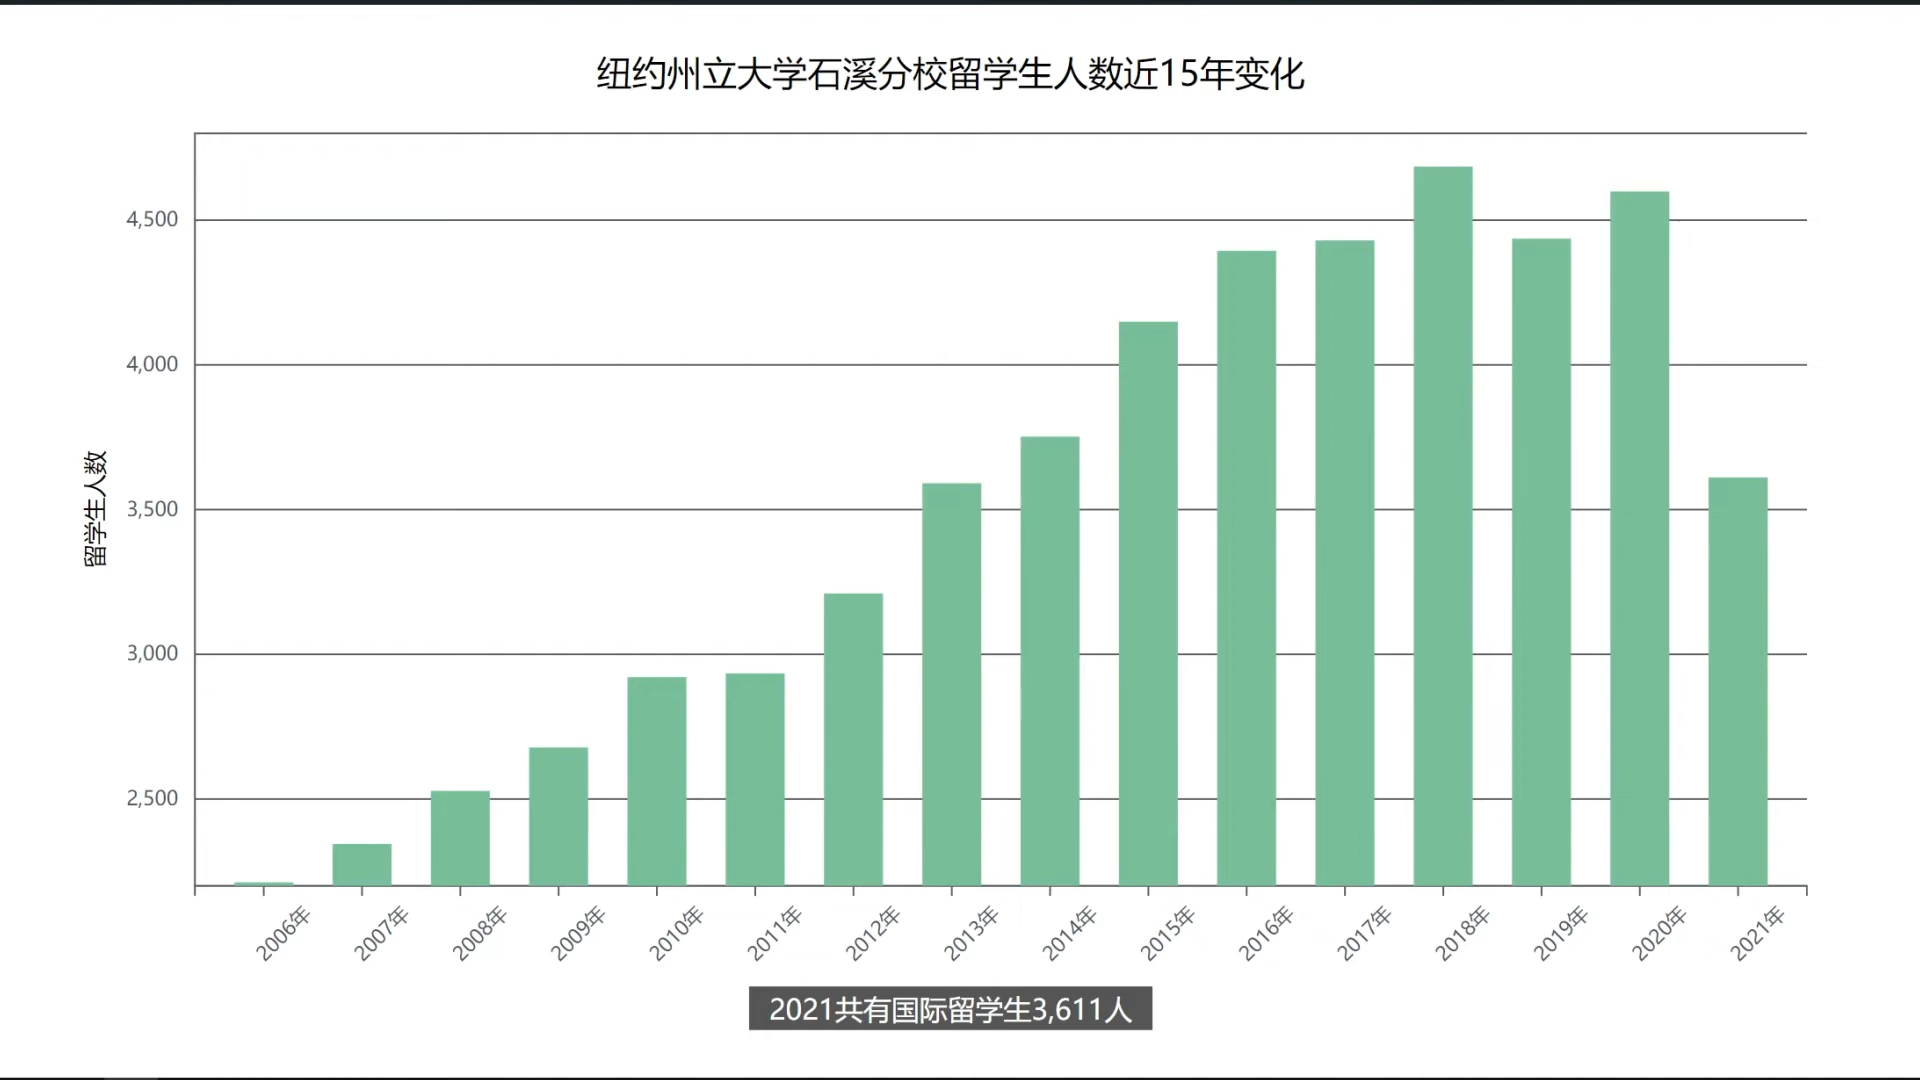 纽约州立大学石溪分校留学生人数近15年变化
留学生人数
4,500
4,000
3,500
3,000
2,500
2006年
2007年
2008年
2009年
2010年
2011年
2012年
2013年
2014年
2015年
2016年
2017年
2018年
2019年
2020年
2021年
2021共有国际留学生3,611人